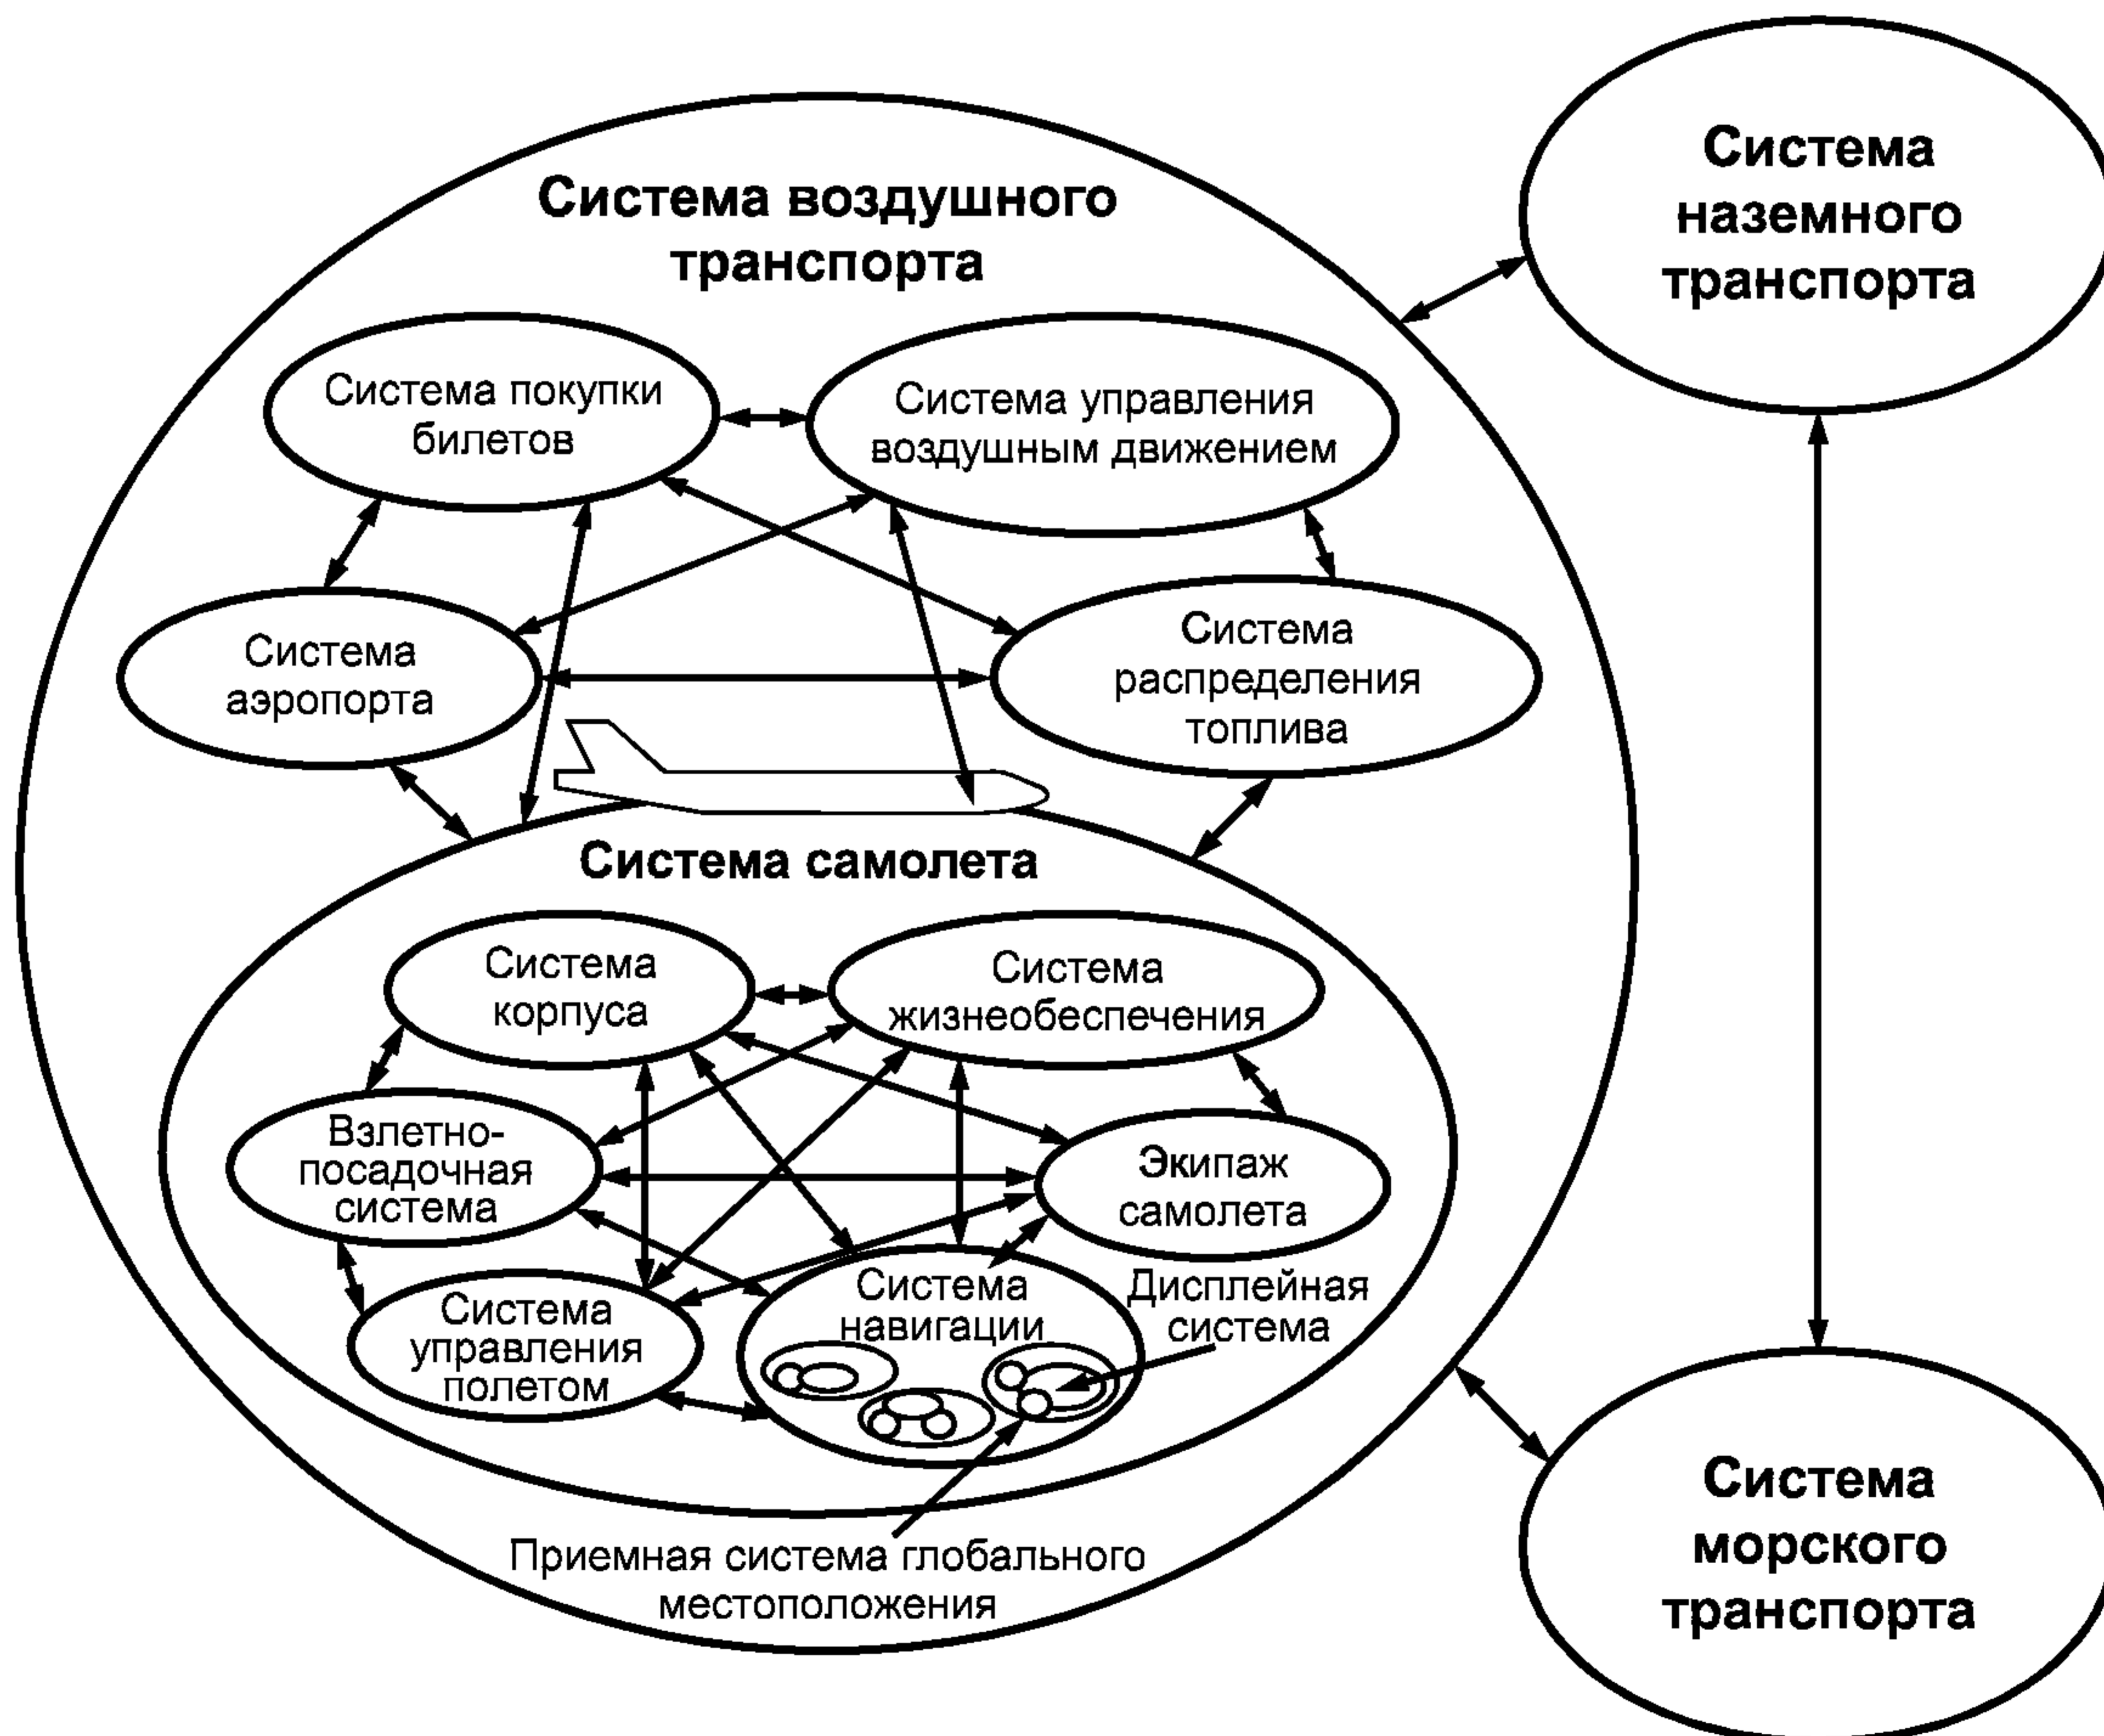 Система воздушного
транспорта
Система
наземного
транспорта
Система покупки
билетов
Система управления
воздушным движением
Система
аэропорта
Система
распределения
топлива
Система самолета
Система
корпуса
Система
жизнеобеспечения
Взлетно-
посадочная
система
Экипаж
самолета
Система
управления
полетом
Система
навигации
Дисплейная
система
Приемная система глобального
местоположения
Система
морского
транспорта